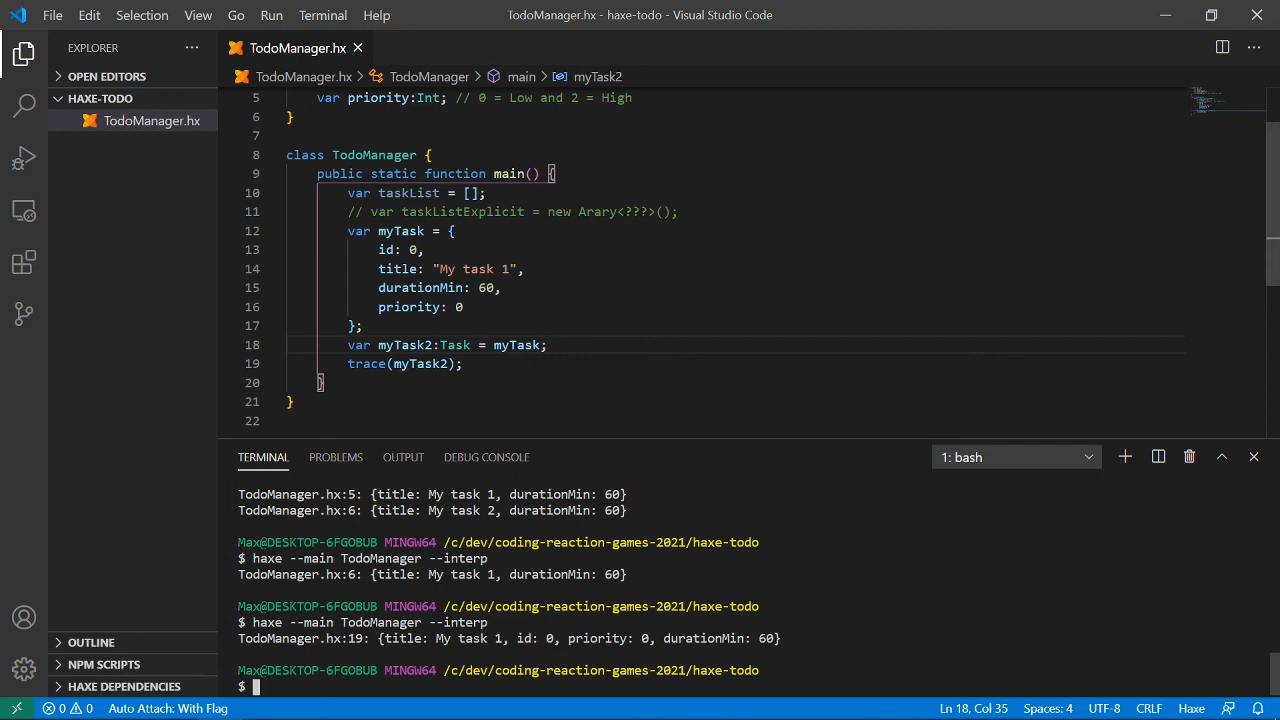 File Edit Selection View Go Run Terminal Help TodoManager.hx - haxe-todo - Visual Studio Code
EXPLORER ···
OPEN EDITORS
HAXE-TODO
TodoManager.hx
OUTLINE
NPM SCRIPTS
HAXE DEPENDENCIES
TodoManager.hx
TodoManager.hx > TodoManager > main > myTask2
5 var priority:Int; // 0 = Low and 2 = High
6 }
7
8 class TodoManager {
9 public static function main() {
10 var taskList = [];
11 // var taskListExplicit = new Arary<???>();
12 var myTask = {
13 id: 0,
14 title: "My task 1",
15 durationMin: 60,
16 priority: 0
17 };
18 var myTask2:Task = myTask;
19 trace(myTask2);
20 }
21 }
22
TERMINAL PROBLEMS OUTPUT DEBUG CONSOLE 1: bash
TodoManager.hx:5: {title: My task 1, durationMin: 60}
TodoManager.hx:6: {title: My task 2, durationMin: 60}
Max@DESKTOP-6FGOBUB MINGW64 /c/dev/coding-reaction-games-2021/haxe-todo
$ haxe --main TodoManager --interp
TodoManager.hx:6: {title: My task 1, durationMin: 60}
Max@DESKTOP-6FGOBUB MINGW64 /c/dev/coding-reaction-games-2021/haxe-todo
$ haxe --main TodoManager --interp
TodoManager.hx:19: {title: My task 1, id: 0, priority: 0, durationMin: 60}
Max@DESKTOP-6FGOBUB MINGW64 /c/dev/coding-reaction-games-2021/haxe-todo
$
0 0 Auto Attach: With Flag Ln 18, Col 35 Spaces: 4 UTF-8 CRLF Haxe